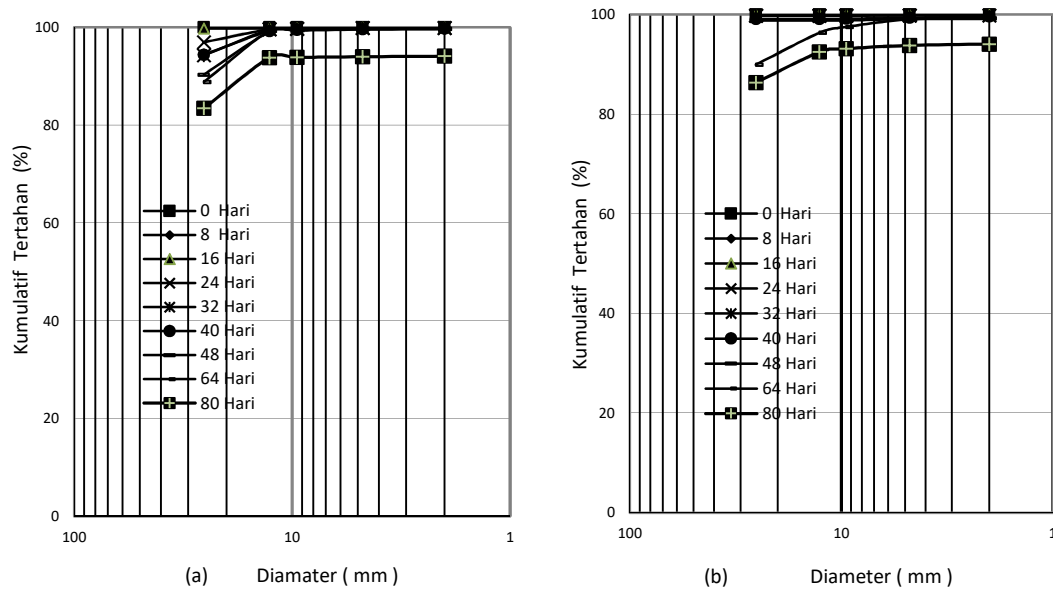 100
80
60
40
20
0
Kumulatif Tertahan (%)
0 Hari
8 Hari
16 Hari
24 Hari
32 Hari
40 Hari
48 Hari
64 Hari
80 Hari
100
10
1
(a) Diamater ( mm )
100
80
60
40
20
0
Kumulatif Tertahan (%)
0 Hari
8 Hari
16 Hari
24 Hari
32 Hari
40 Hari
48 Hari
64 Hari
80 Hari
100
10
1
(b) Diameter ( mm )